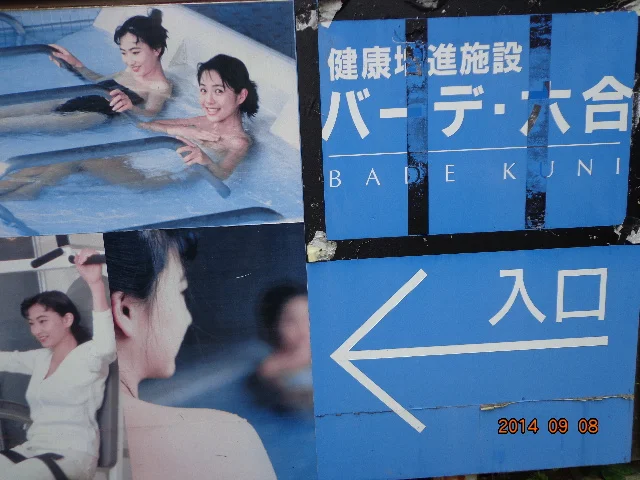 健康増進施設
バーデ・六合
BADE KUNI
入口
2014 09 08